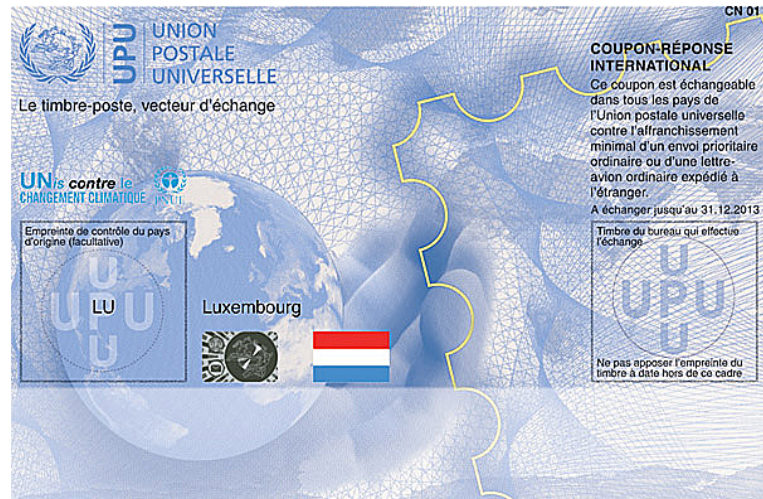 CN 01
UPU
UNION
POSTALE
UNIVERSELLE
Le timbre-poste, vecteur d'échange
COUPON-RÉPONSE
INTERNATIONAL
Ce coupon est échangeable
dans tous les pays de
l'Union postale universelle
contre l'affranchissement
minimal d'un envoi prioritaire
ordinaire ou d'une lettre-
avion ordinaire expédié à
l'étranger.
A échanger jusqu'au 31.12.2013
UNis contre le
CHANGEMENT CLIMATIQUE
PNUE
Empreinte de contrôle du pays
d'origine (facultative)
U
UPU
U
LU
Luxembourg
Timbre du bureau qui effectue
l'échange
U
UPU
U
Ne pas apposer l'empreinte du
timbre à date hors de ce cadre